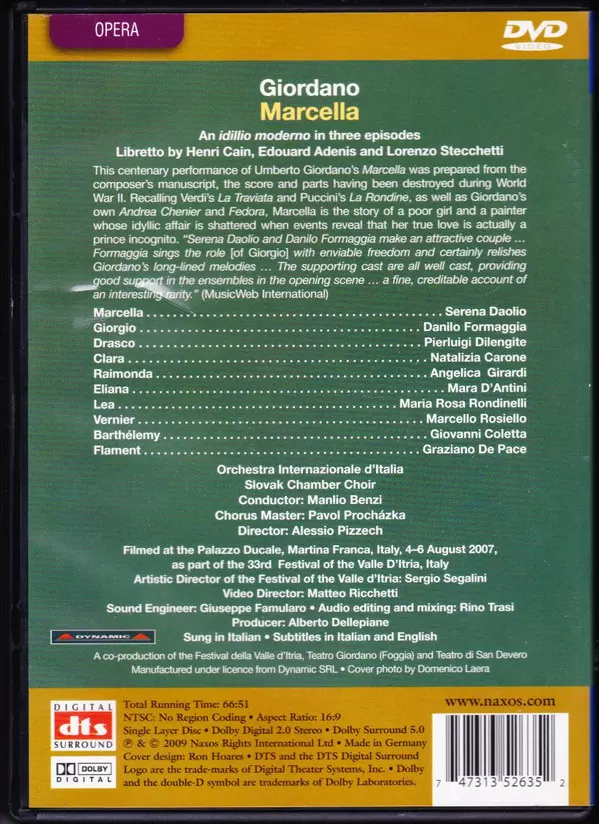 OPERA
DVD
VIDEO
Giordano
Marcella
An idillio moderno in three episodes
Libretto by Henri Cain, Edouard Adenis and Lorenzo Stecchetti
This centenary performance of Umberto Giordano's Marcella was prepared from the
composer's manuscript, the score and parts having been destroyed during World
War II. Recalling Verdi's La Traviata and Puccini's La Rondine, as well as Giordano's
own Andrea Chenier and Fedora, Marcella is the story of a poor girl and a painter
whose idyllic affair is shattered when events reveal that her true love is actually a
prince incognito. "Serena Daolio and Danilo Formaggia make an attractive couple ...
Formaggia sings the role [of Giorgio] with enviable freedom and certainly relishes
Giordano's long-lined melodies ... The supporting cast are all well cast, providing
good support in the ensembles in the opening scene ... a fine, creditable account of
an interesting rarity." (MusicWeb International)
Marcella ........ Serena Daolio
Giorgio ........ Danilo Formaggia
Drasco ........ Pierluigi Dilengite
Clara ........ Natalizia Carone
Raimonda ........ Angelica Girardi
Eliana ........ Mara D'Antini
Lea ........ Maria Rosa Rondinelli
Vernier ........ Marcello Rosiello
Barthélemy ........ Giovanni Coletta
Flament ........ Graziano De Pace
Orchestra Internazionale d'Italia
Slovak Chamber Choir
Conductor: Manlio Benzi
Chorus Master: Pavol Procházka
Director: Alessio Pizzech
Filmed at the Palazzo Ducale, Martina Franca, Italy, 4–6 August 2007,
as part of the 33rd Festival of the Valle D'Itria, Italy
Artistic Director of the Festival of the Valle d'Itria: Sergio Segalini
Video Director: Matteo Ricchetti
Sound Engineer: Giuseppe Famularo • Audio editing and mixing: Rino Trasi
Producer: Alberto Dellepiane
DYNAMIC
Sung in Italian • Subtitles in Italian and English
A co-production of the Festival della Valle d'Itria, Teatro Giordano (Foggia) and Teatro di San Devero
Manufactured under licence from Dynamic SRL • Cover photo by Domenico Laera
DIGITAL
dts
SURROUND
DOLBY
DIGITAL
Total Running Time: 66:51
NTSC: No Region Coding • Aspect Ratio: 16:9
Single Layer Disc • Dolby Digital 2.0 Stereo • Dolby Surround 5.0
℗ & © 2009 Naxos Rights International Ltd • Made in Germany
Cover design: Ron Hoares • DTS and the DTS Digital Surround
Logo are the trade-marks of Digital Theater Systems, Inc. • Dolby
and the double-D symbol are trademarks of Dolby Laboratories.
www.naxos.com
7 47313 52635 2